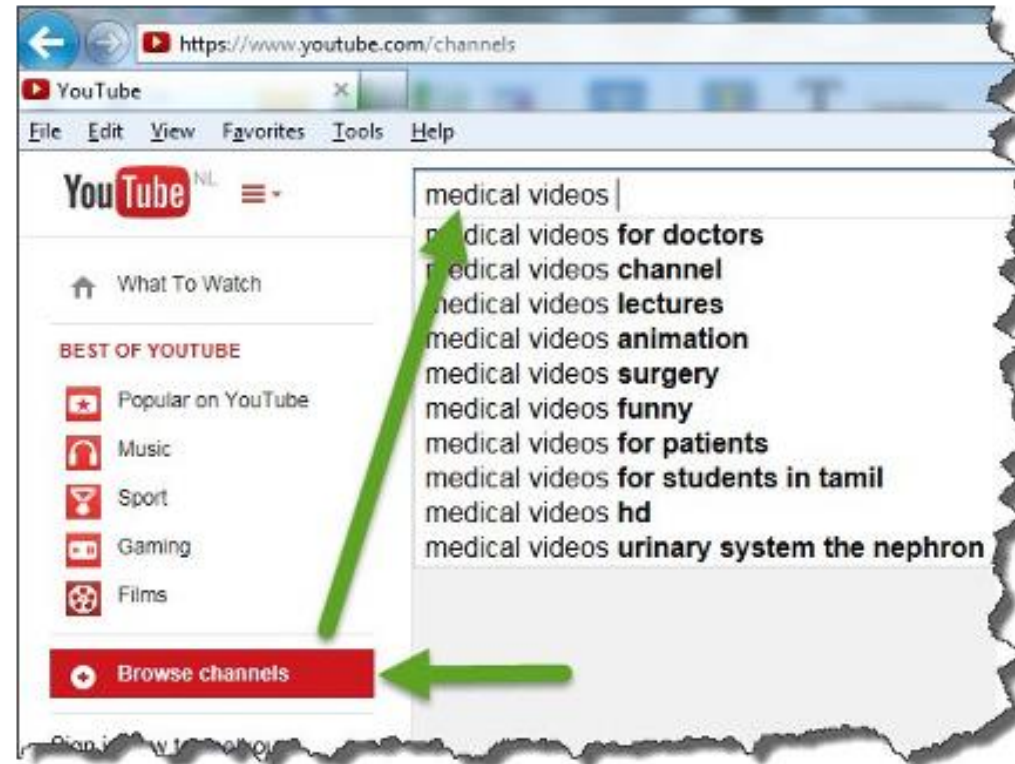 https://www.youtube.com/channels
YouTube
File Edit View Favorites Tools Help
YouTube NL
medical videos
medical videos for doctors
medical videos channel
medical videos lectures
medical videos animation
medical videos surgery
medical videos funny
medical videos for patients
medical videos for students in tamil
medical videos hd
medical videos urinary system the nephron
What To Watch
BEST OF YOUTUBE
Popular on YouTube
Music
Sport
Gaming
Films
Browse channels